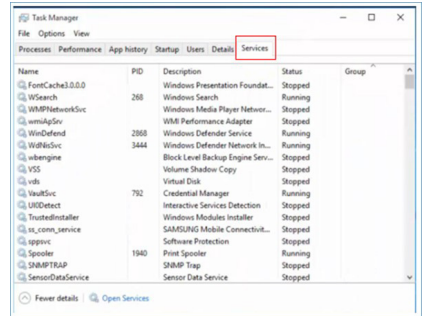 Task Manager
File Options View
Processes Performance App history Startup Users Details Services
Name PID Description Status Group
FontCache3.0.0.0 Windows Presentation Foundat... Stopped
WSearch 268 Windows Search Running
WMPNetworkSvc Windows Media Player Networ... Stopped
wmiApSrv WMI Performance Adapter Stopped
WinDefend 2868 Windows Defender Service Running
WdNisSvc 3444 Windows Defender Network In... Running
wbengine Block Level Backup Engine Serv... Stopped
VSS Volume Shadow Copy Stopped
vds Virtual Disk Stopped
VaultSvc 792 Credential Manager Running
UI0Detect Interactive Services Detection Stopped
TrustedInstaller Windows Modules Installer Stopped
ss_conn_service SAMSUNG Mobile Connectivit... Stopped
sppsvc Software Protection Stopped
Spooler 1940 Print Spooler Running
SNMPTRAP SNMP Trap Stopped
SensorDataService Sensor Data Service Stopped
Fewer details Open Services